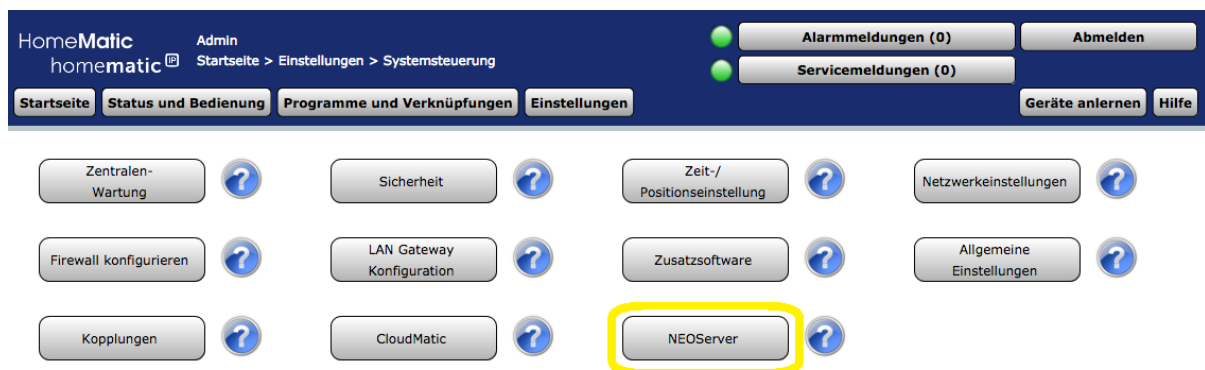 HomeMatic
homematic IP
Admin
Startseite > Einstellungen > Systemsteuerung
Alarmmeldungen (0)
Abmelden
Servicemeldungen (0)
Startseite
Status und Bedienung
Programme und Verknüpfungen
Einstellungen
Geräte anlernen
Hilfe
Zentralen-
Wartung
?
Sicherheit
?
Zeit-/
Positionseinstellung
?
Netzwerkeinstellungen
?
Firewall konfigurieren
?
LAN Gateway
Konfiguration
?
Zusatzsoftware
?
Allgemeine
Einstellungen
?
Kopplungen
?
CloudMatic
?
NEOServer
?